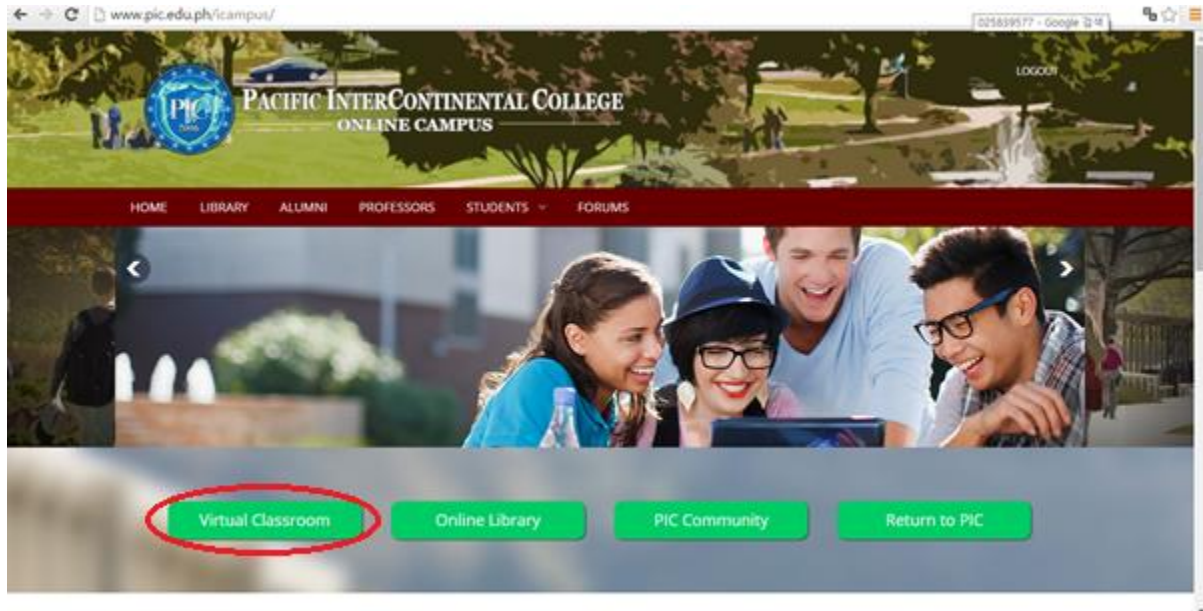 www.pic.edu.ph/icampus/
025839577 - Google 검색
LOGOUT
PIC
PACIFIC INTERCONTINENTAL COLLEGE
ONLINE CAMPUS
HOME LIBRARY ALUMNI PROFESSORS STUDENTS FORUMS
Virtual Classroom Online Library PIC Community Return to PIC